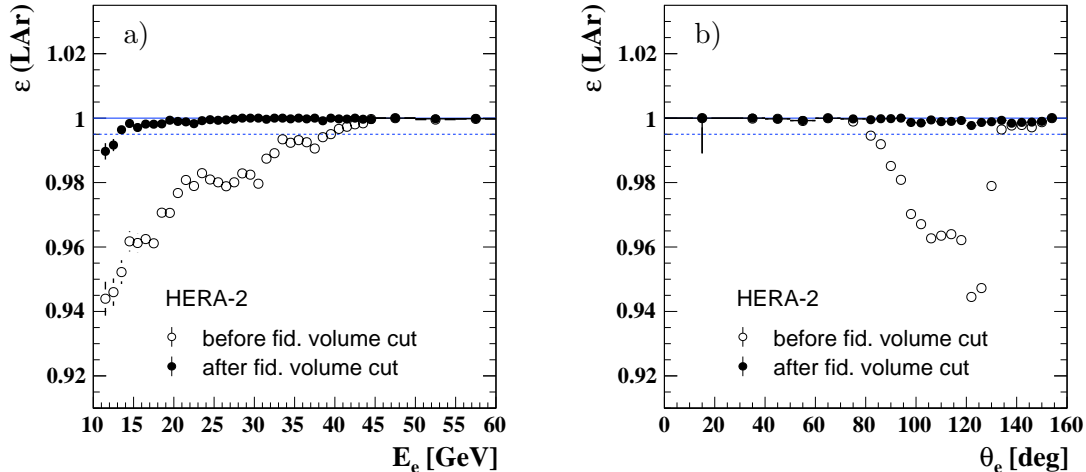 a)
ε (LAr)
1.02
1
0.98
0.96
0.94
0.92
HERA-2
before fid. volume cut
after fid. volume cut
10 15 20 25 30 35 40 45 50 55 60
E_e [GeV]
b)
ε (LAr)
1.02
1
0.98
0.96
0.94
0.92
HERA-2
before fid. volume cut
after fid. volume cut
0 20 40 60 80 100 120 140 160
θ_e [deg]